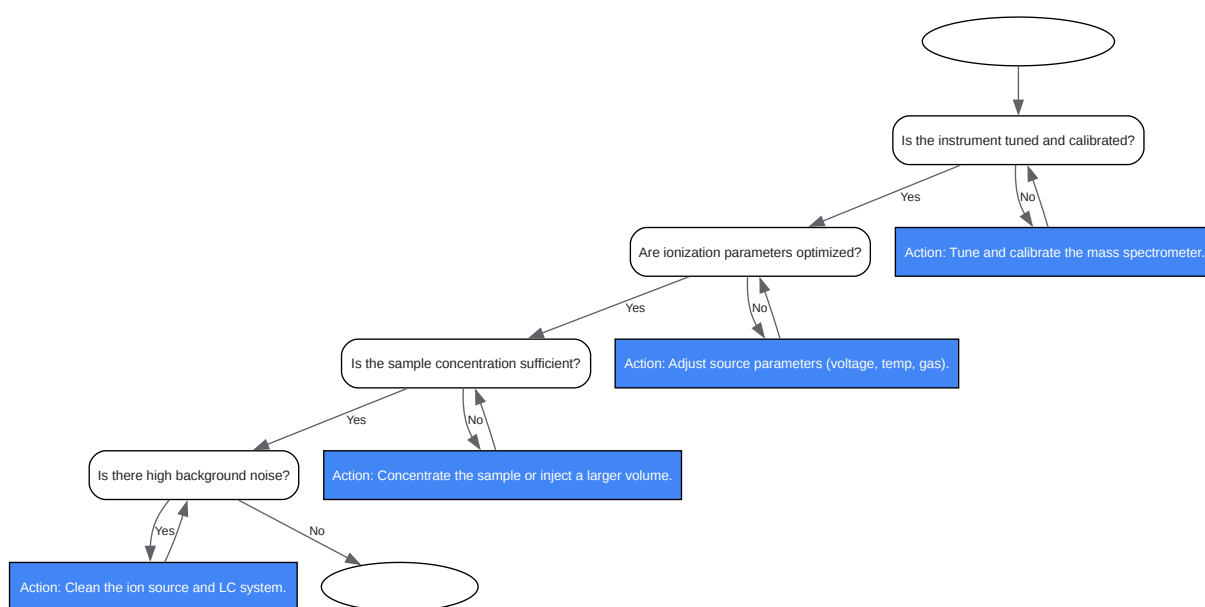 Is the instrument tuned and calibrated?
Yes
No
Are ionization parameters optimized?
Action: Tune and calibrate the mass spectrometer.
Yes
No
Is the sample concentration sufficient?
Action: Adjust source parameters (voltage, temp, gas).
Yes
No
Is there high background noise?
Action: Concentrate the sample or inject a larger volume.
Yes
No
Action: Clean the ion source and LC system.